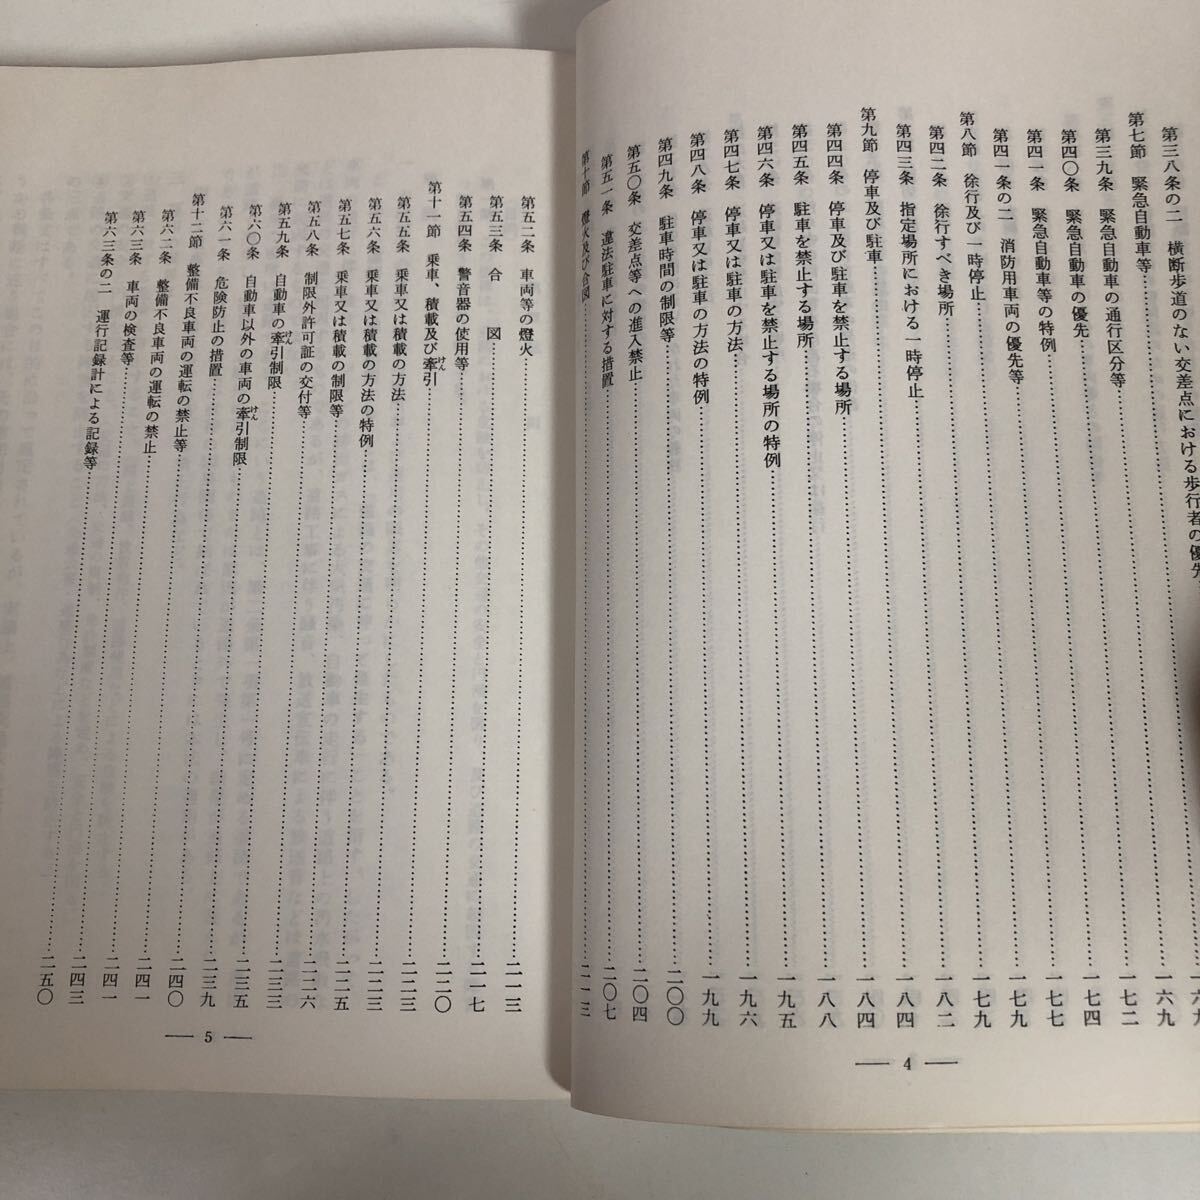 第三八条の二　横断歩道のない交差点における歩行者の優先
第七節　緊急自動車等……六九
第三九条　緊急自動車の通行区分等……一六九
第四〇条　緊急自動車の優先……一七二
第四一条　緊急自動車等の特例……一七四
第四一条の二　消防用車両の優先等……一七七
第八節　徐行及び一時停止……一七九
第四二条　徐行すべき場所……一七九
第四三条　指定場所における一時停止……一八二
第九節　停車及び駐車……一八四
第四四条　停車及び駐車を禁止する場所……一八四
第四五条　駐車を禁止する場所……一八八
第四六条　停車又は駐車を禁止する場所の特例……一九五
第四七条　停車又は駐車の方法……一九六
第四八条　停車又は駐車の方法の特例……一九九
第四九条　駐車時間の制限等……二〇〇
第五〇条　交差点等への進入禁止……二〇四
第五一条　違法駐車に対する措置……二〇七
第十節　燈火及び合図……二一三
― 4 ―
第五二条　車両等の燈火……二一三
第五三条　合　図……二一七
第五四条　警音器の使用等……二二〇
第十一節　乗車、積載及び牽けん引……二二三
第五五条　乗車又は積載の方法……二二三
第五六条　乗車又は積載の方法の特例……二二五
第五七条　乗車又は積載の制限等……二二六
第五八条　制限外許可証の交付等……二三三
第五九条　自動車の牽けん引制限……二三五
第六〇条　自動車以外の車両の牽けん引制限……二三九
第六一条　危険防止の措置……二四〇
第十二節　整備不良車両の運転の禁止等……二四一
第六二条　整備不良車両の運転の禁止……二四一
第六三条　車両の検査等……二四三
第六三条の二　運行記録計による記録等……二五〇
― 5 ―